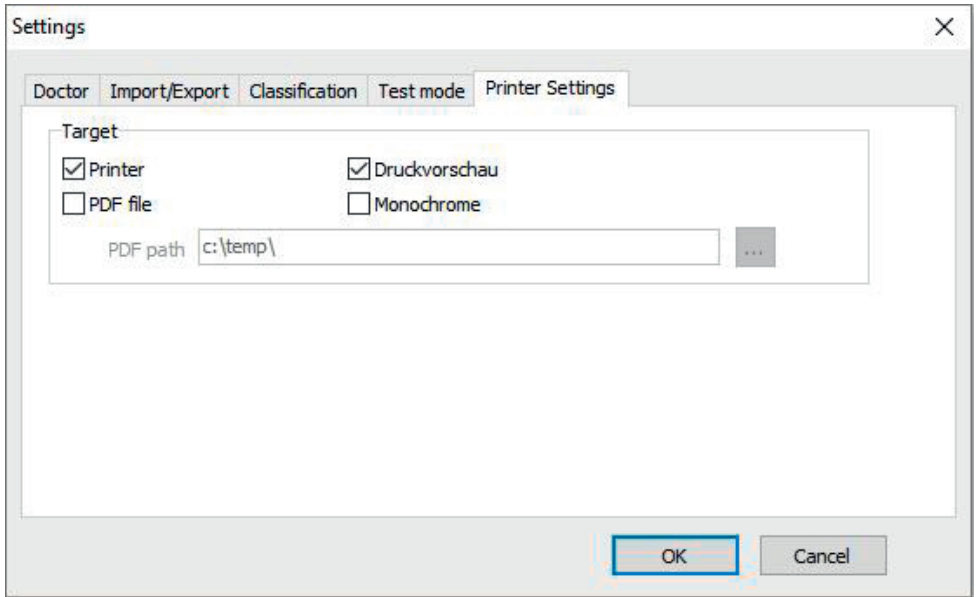 Settings
Doctor Import/Export Classification Test mode Printer Settings
Target
Printer Druckvorschau
PDF file Monochrome
PDF path c:\temp\ ...
OK Cancel